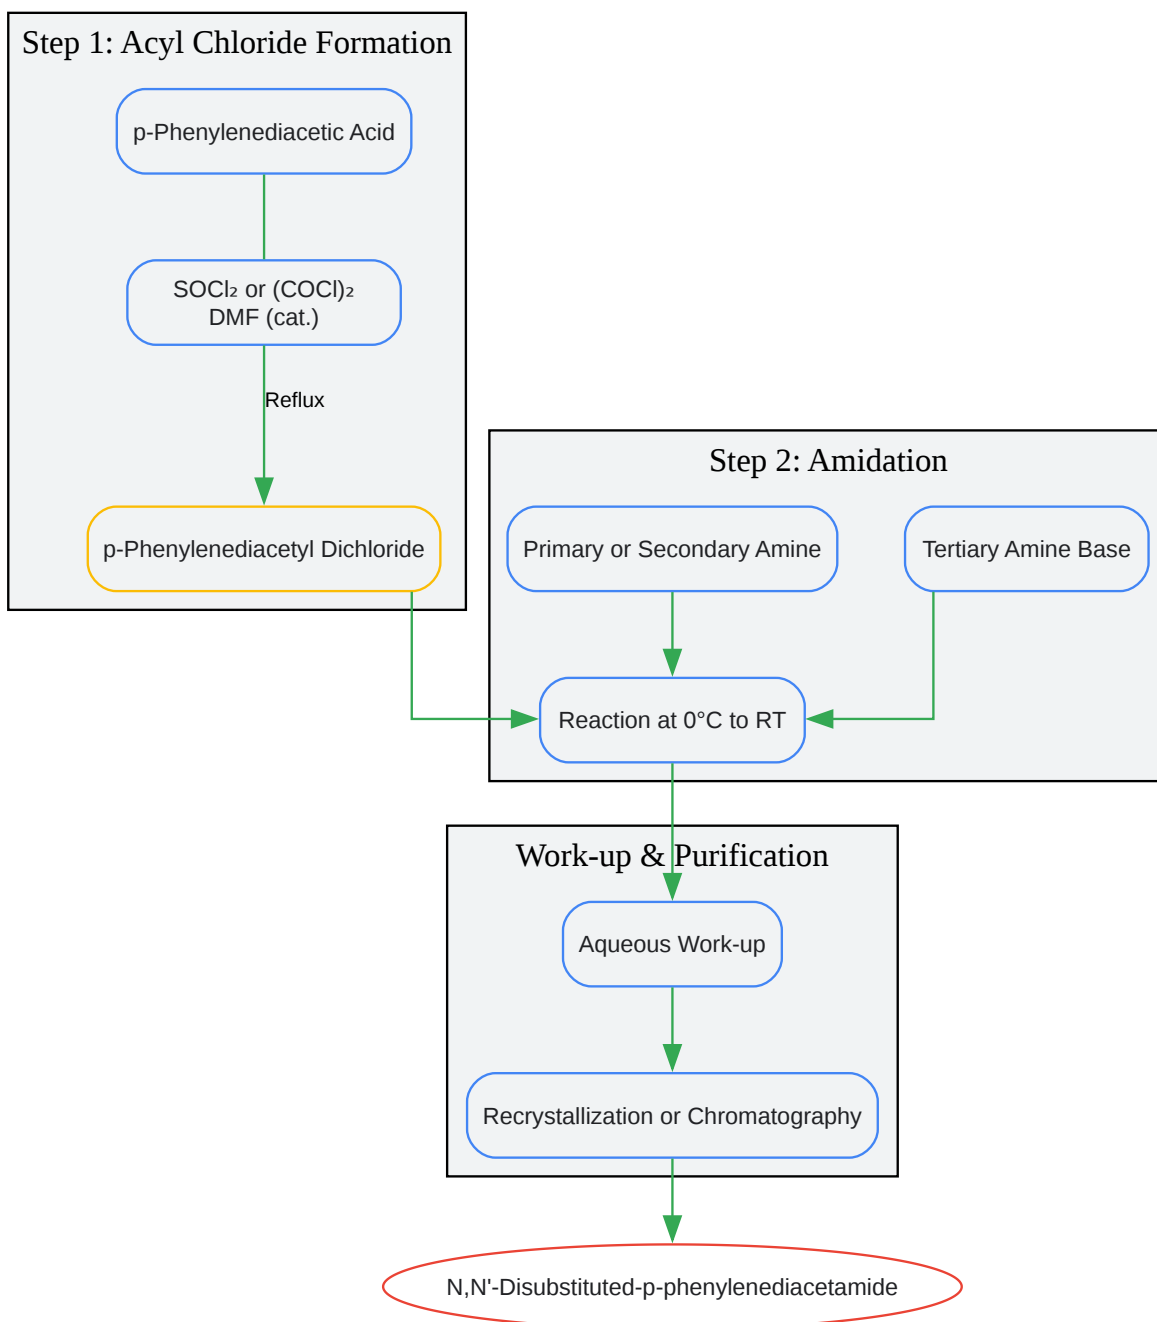 Step 1: Acyl Chloride Formation
p-Phenylenediacetic Acid
SOCl₂ or (COCl)₂
DMF (cat.)
Reflux
p-Phenylenediacetyl Dichloride
Step 2: Amidation
Primary or Secondary Amine
Tertiary Amine Base
Reaction at 0°C to RT
Work-up & Purification
Aqueous Work-up
Recrystallization or Chromatography
N,N'-Disubstituted-p-phenylenediacetamide